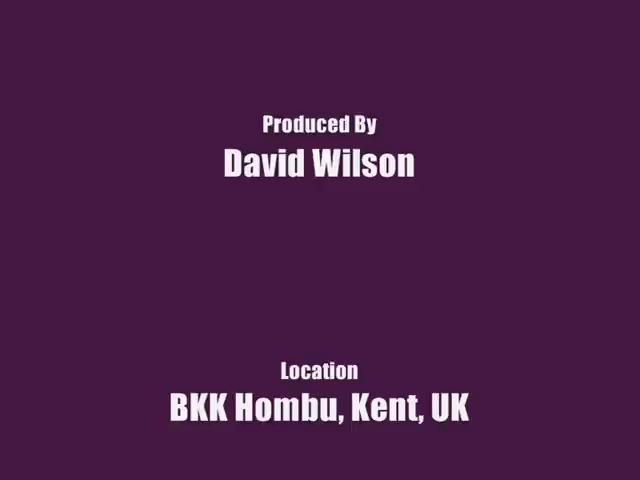 Produced By
David Wilson
Location
BKK Hombu, Kent, UK